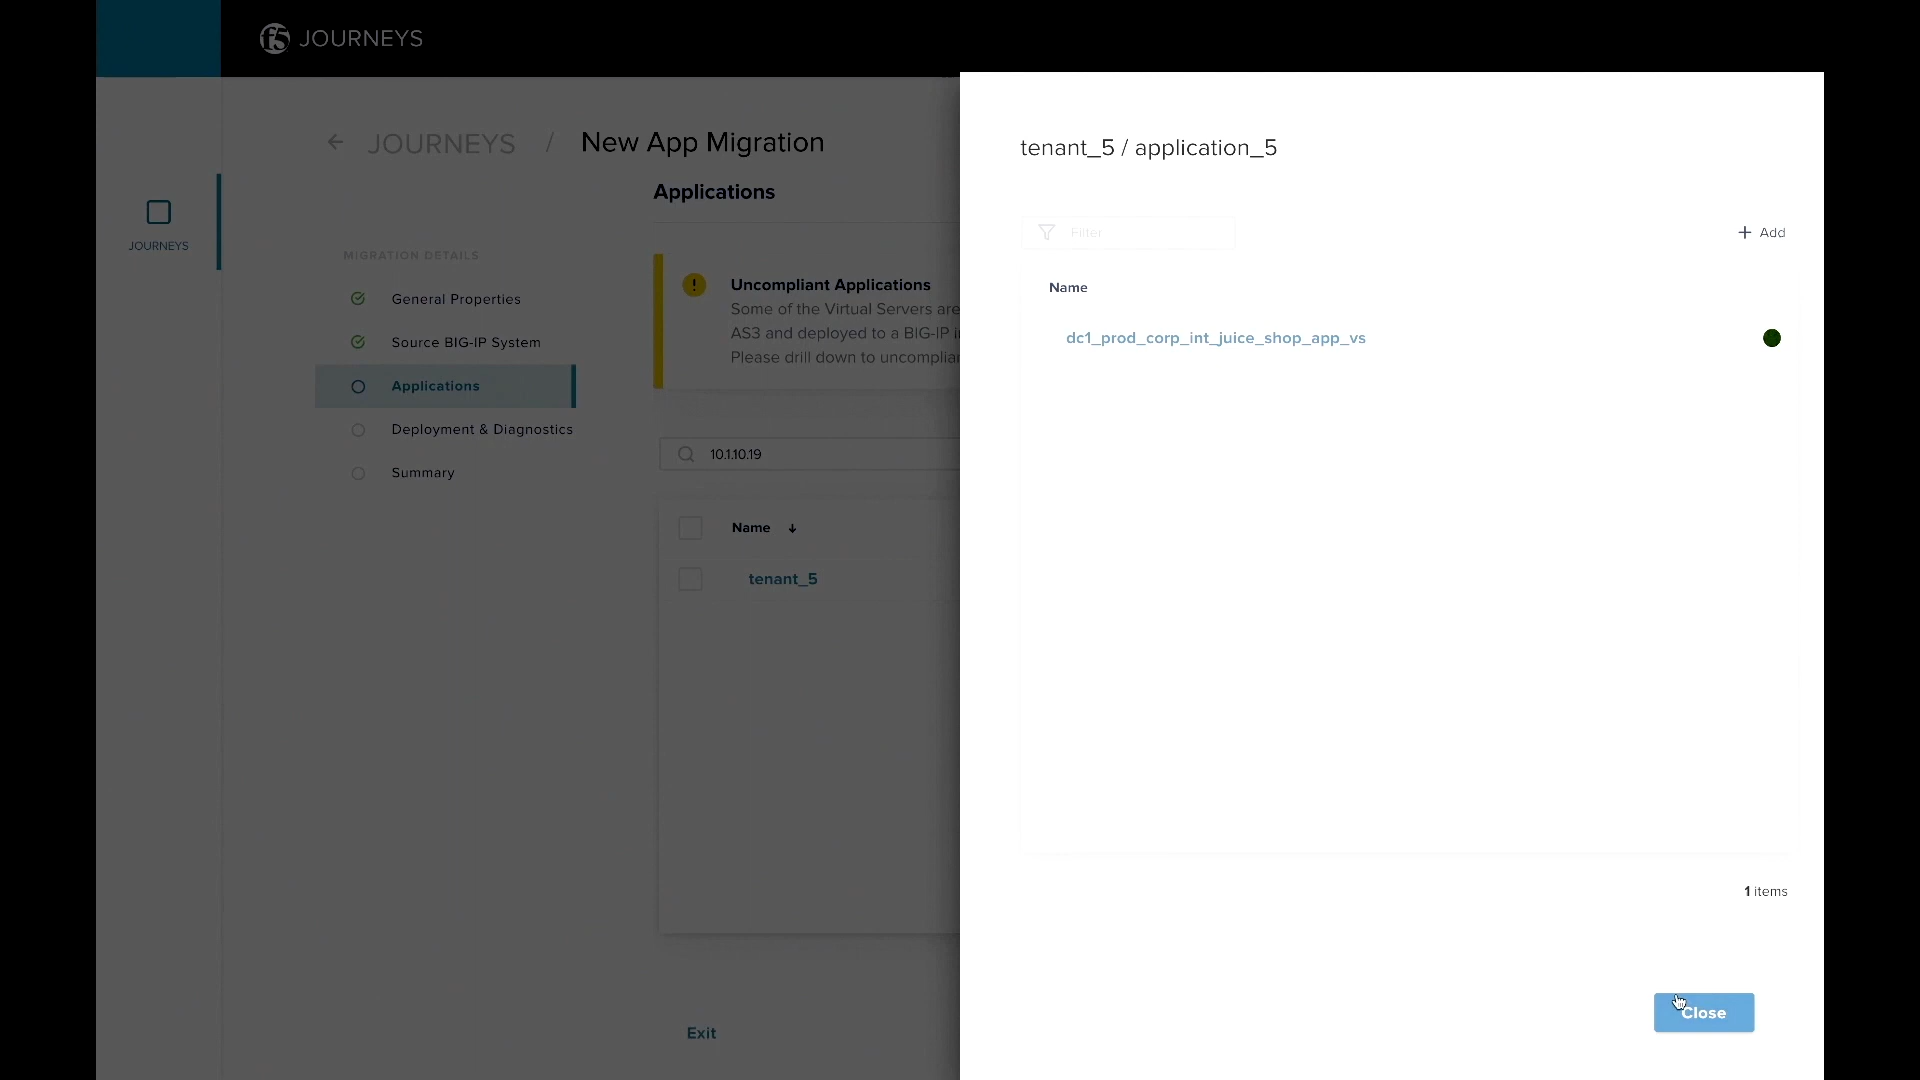 f5 JOURNEYS
JOURNEYS / New App Migration
JOURNEYS
MIGRATION DETAILS
General Properties
Source BIG-IP System
Applications
Deployment & Diagnostics
Summary
Applications
Uncompliant Applications
Some of the Virtual Servers are
AS3 and deployed to a BIG-IP
Please drill down to
10.1.10.19
Name
tenant_5
Exit
tenant_5 / application_5
Filter
Add
Name
dc1_prod_corp_int_juice_shop_app_vs
1 items
Close